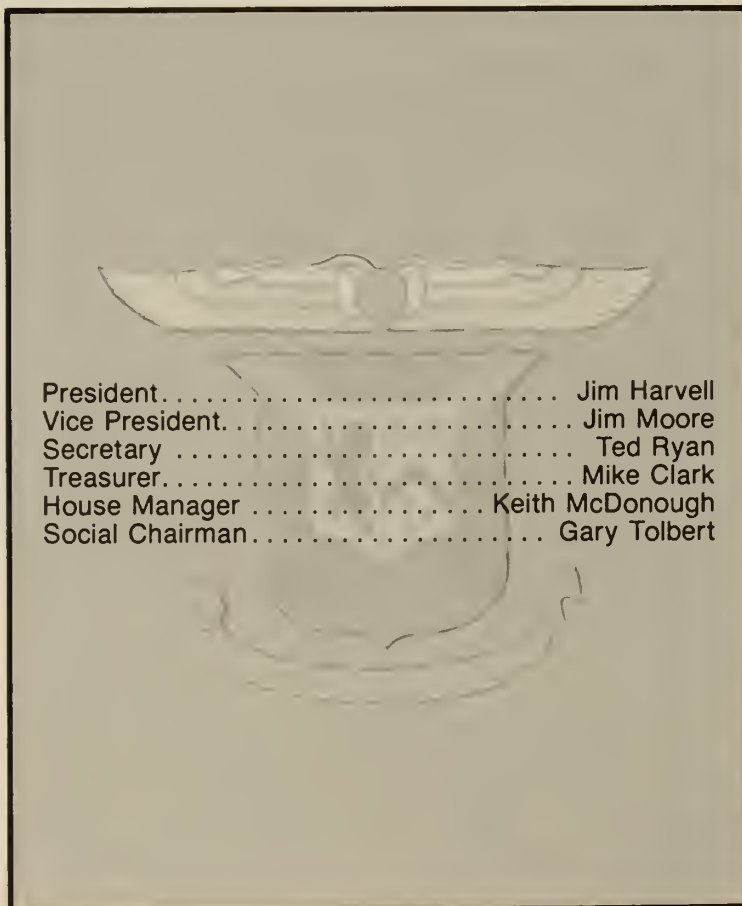 President. . . . . . . . . . . . . . . . . . . . . . . . . . . . Jim Harvell
Vice President. . . . . . . . . . . . . . . . . . . . . . . Jim Moore
Secretary . . . . . . . . . . . . . . . . . . . . . . . . . . Ted Ryan
Treasurer. . . . . . . . . . . . . . . . . . . . . . . . . . . Mike Clark
House Manager . . . . . . . . . . . . . . . Keith McDonough
Social Chairman. . . . . . . . . . . . . . . . . . . . Gary Tolbert